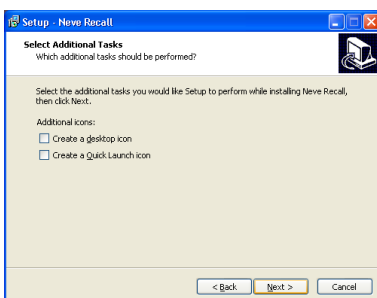 Setup - Neve Recall
Select Additional Tasks
Which additional tasks should be performed?
Select the additional tasks you would like Setup to perform while installing Neve Recall,
then click Next.
Additional icons:
Create a desktop icon
Create a Quick Launch icon
< Back
Next >
Cancel